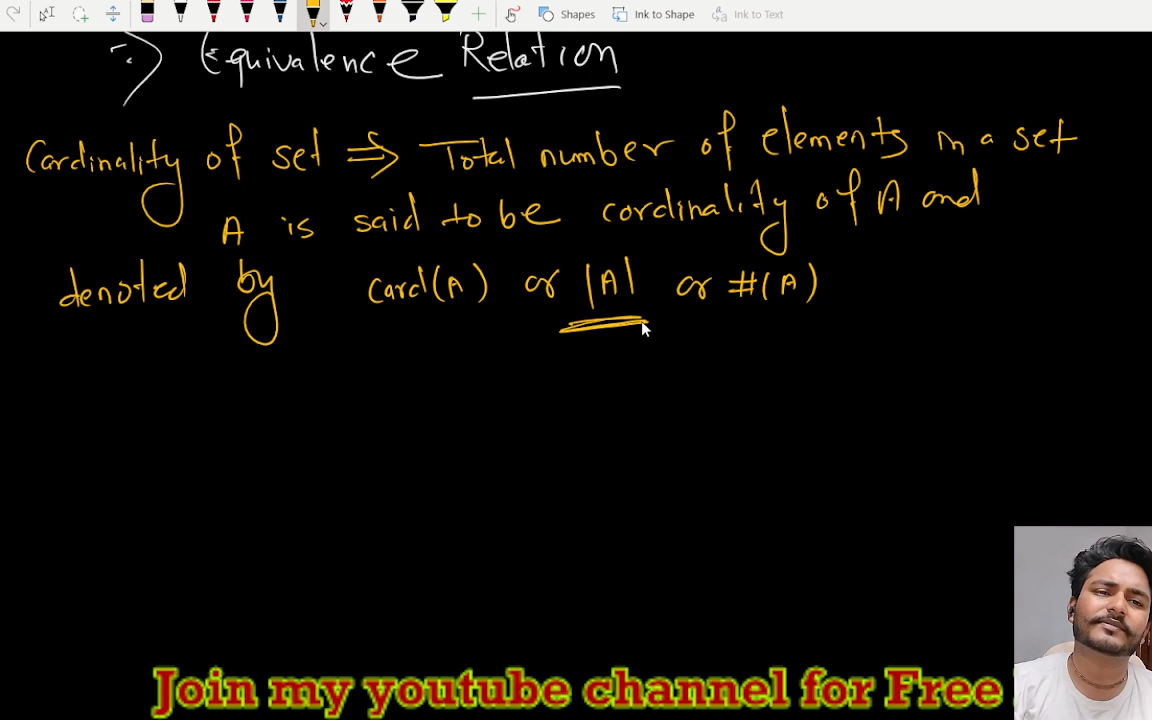 Shapes Ink to Shape Ink to Text
∴) Equivalence Relation
Cardinality of set ⇒ Total number of elements in a set
A is said to be cordinality of A and
denoted by card(A) or |A| or #(A)
Join my youtube channel for Free